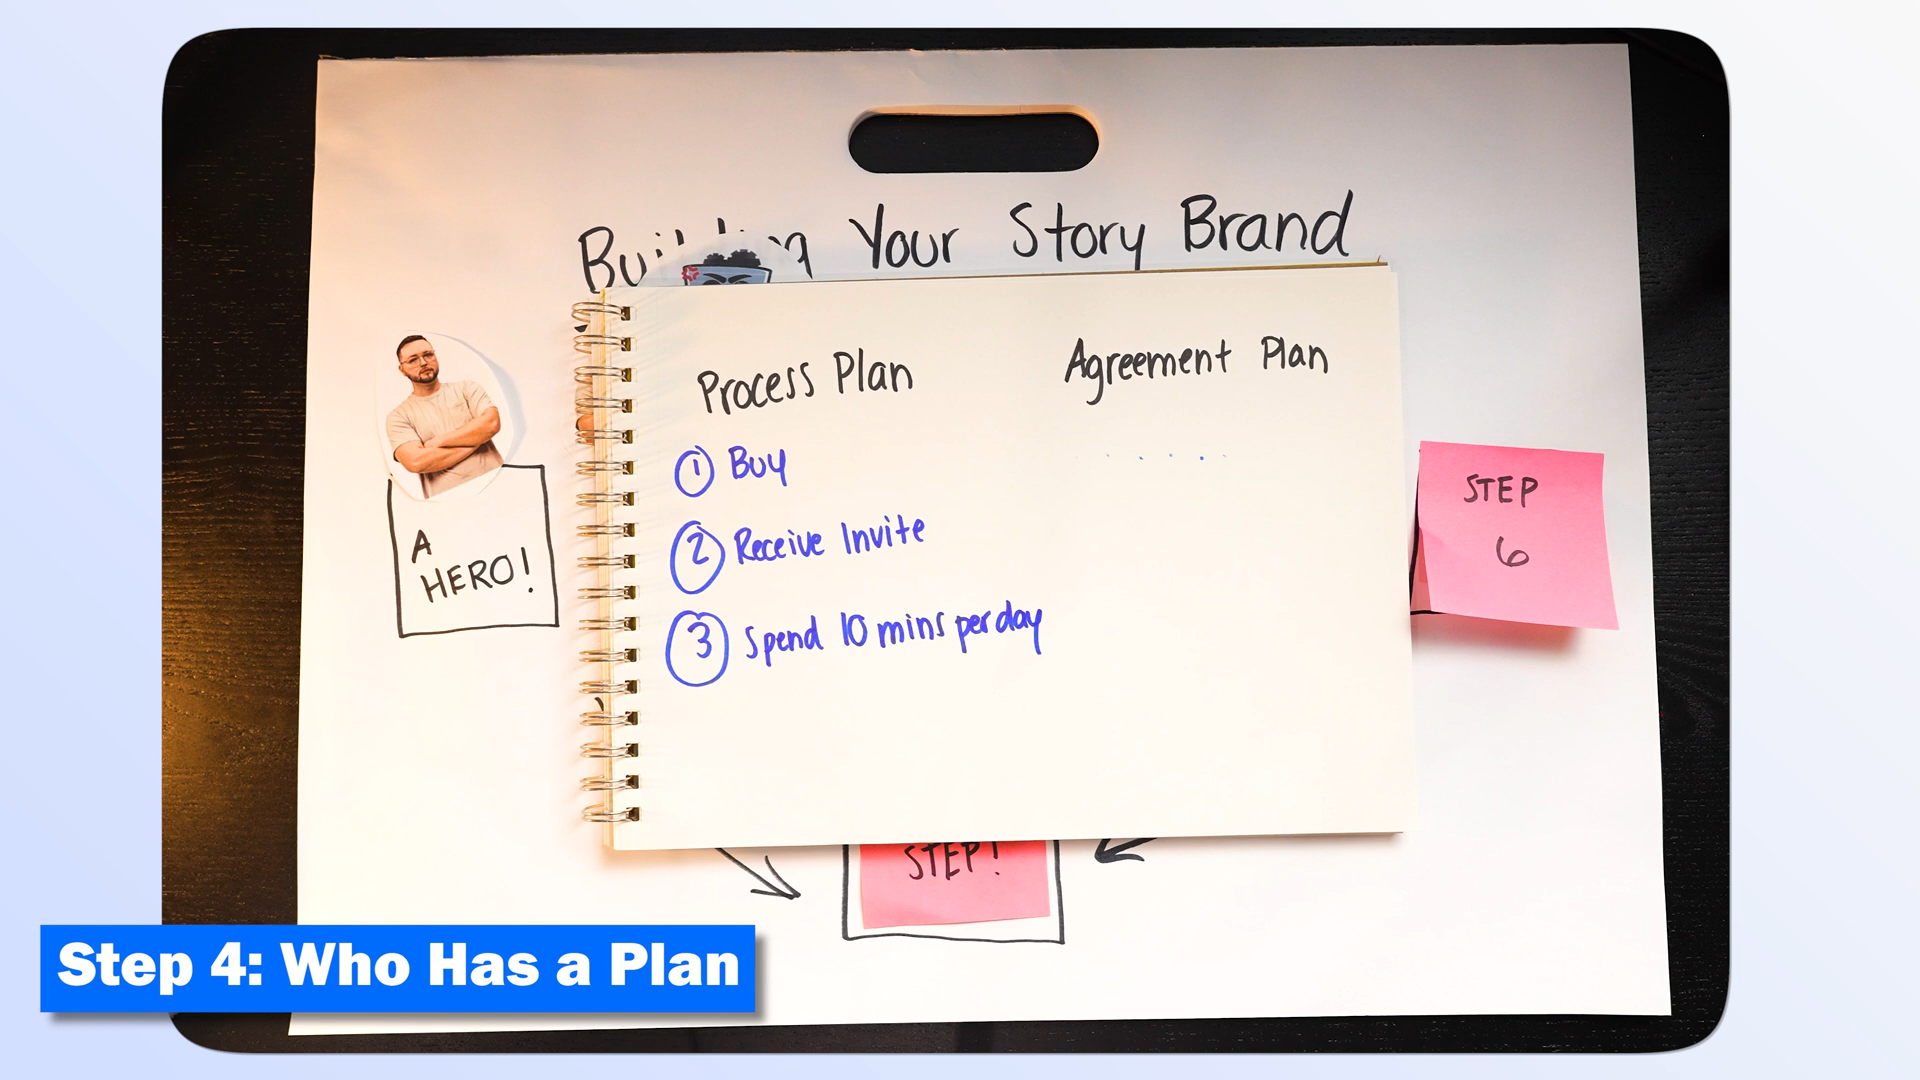 Building Your Story Brand
Process Plan
Agreement Plan
1 Buy
2 Receive Invite
3 Spend 10 mins per day
A
HERO!
STEP
6
STEP!
Step 4: Who Has a Plan